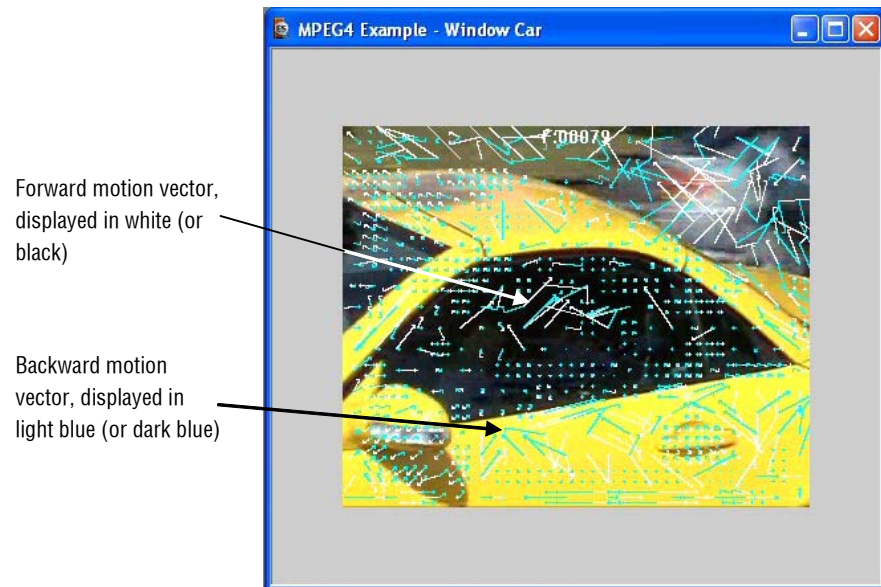 MPEG4 Example - Window Car
F:00079
Forward motion vector,
displayed in white (or
black)
Backward motion
vector, displayed in
light blue (or dark blue)